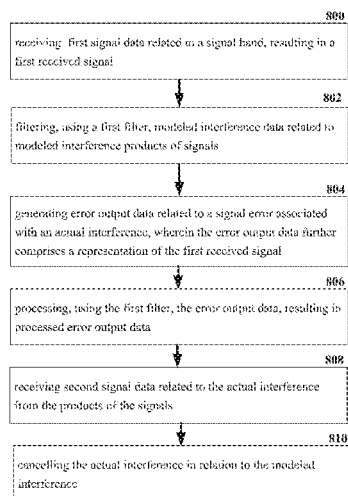 800
receiving first signal data related to a signal band, resulting in a
first received signal
802
filtering, using a first filter, modeled interference data related to
modeled interference products of signals
804
generating error output data related to a signal error associated
with an actual interference, wherein the error output data further
comprises a representation of the first received signal
806
processing, using the first filter, the error output data, resulting in
processed error output data
808
receiving second signal data related to the actual interference
from the products of the signals
810
cancelling the actual interference in relation to the modeled
interference